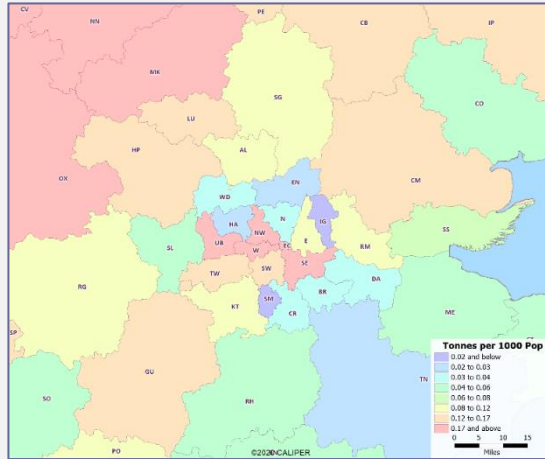 CV
NN
PE
CB
IP
MK
SG
CO
LU
HP
AL
CM
OX
WD
EN
HA
N
IG
UB
NW
W
EC
E
RM
SS
SL
TW
SW
SE
DA
RG
KT
SM
CR
BR
ME
SP
GU
TN
SO
RH
PO
Tonnes per 1000 Pop
0.02 and below
0.02 to 0.03
0.03 to 0.04
0.04 to 0.06
0.06 to 0.08
0.08 to 0.12
0.12 to 0.17
0.17 and above
0 5 10 15
Miles